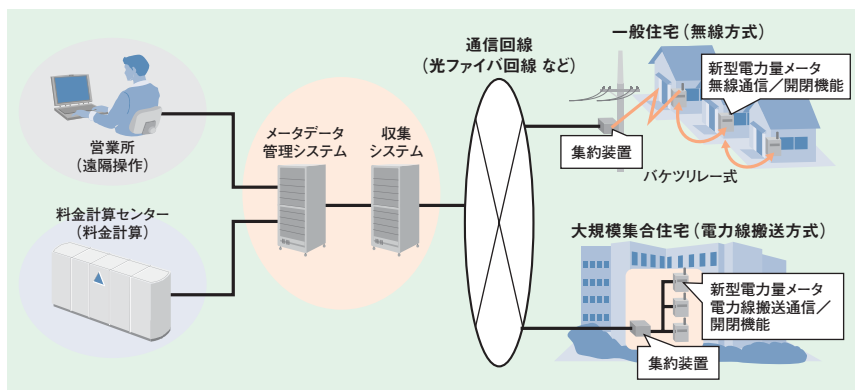 営業所
(遠隔操作)
料金計算センター
(料金計算)
メータデータ
管理システム
収集
システム
通信回線
(光ファイバ回線 など)
一般住宅(無線方式)
新型電力量メータ
無線通信/開閉機能
集約装置
バケツリレー式
大規模集合住宅(電力線搬送方式)
新型電力量メータ
電力線搬送通信/
開閉機能
集約装置